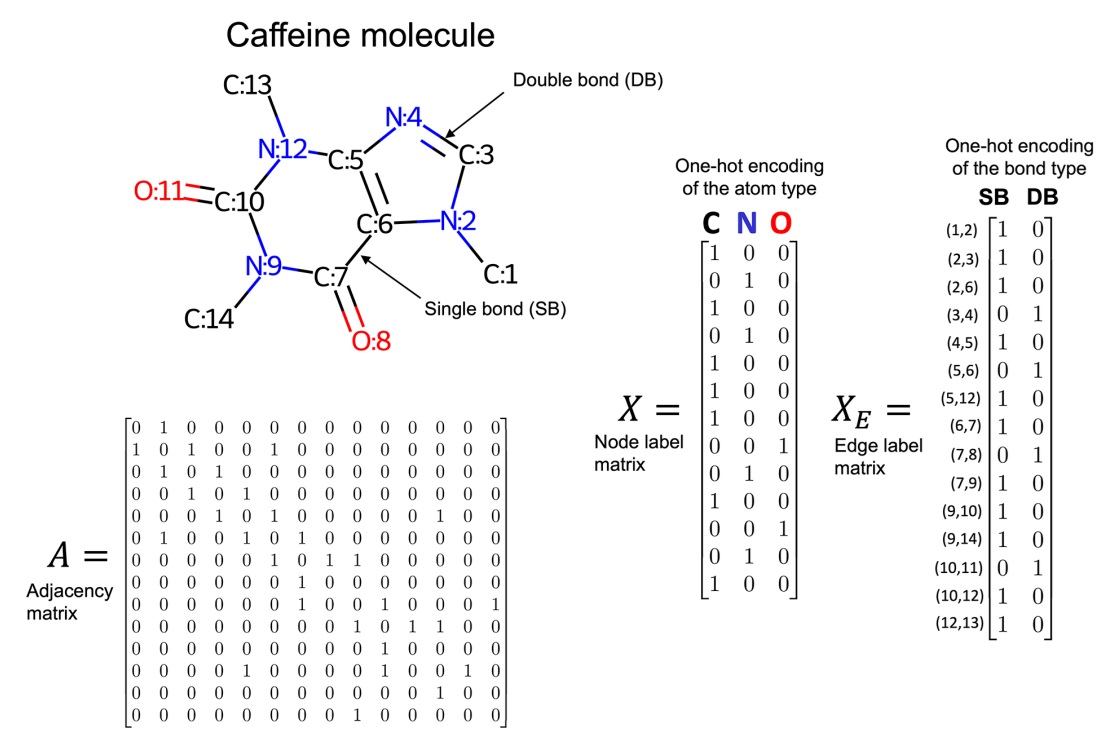 Caffeine molecule
Double bond (DB)
C:13
N:4
N:12
C:5
C:3
O:11
C:10
C:6
N:2
N:9
C:7
C:1
C:14
O:8
Single bond (SB)
A =
Adjacency
matrix
0 1 0 0 0 0 0 0 0 0 0 0 0 0
1 0 1 0 0 1 0 0 0 0 0 0 0 0
0 1 0 1 0 0 0 0 0 0 0 0 0 0
0 0 1 0 1 0 0 0 0 0 0 0 0 0
0 0 0 1 0 1 0 0 0 0 0 1 0 0
0 1 0 0 1 0 1 0 0 0 0 0 0 0
0 0 0 0 0 1 0 1 1 0 0 0 0 0
0 0 0 0 0 0 1 0 0 0 0 0 0 0
0 0 0 0 0 0 1 0 0 1 0 0 0 1
0 0 0 0 0 0 0 0 1 0 1 1 0 0
0 0 0 0 0 0 0 0 0 1 0 0 0 0
0 0 0 0 1 0 0 0 0 1 0 0 1 0
0 0 0 0 0 0 0 0 0 0 0 1 0 0
0 0 0 0 0 0 0 0 1 0 0 0 0 0
One-hot encoding
of the atom type
C N O
X =
Node label
matrix
1 0 0
0 1 0
1 0 0
0 1 0
1 0 0
1 0 0
1 0 0
0 0 1
0 1 0
1 0 0
0 0 1
0 1 0
1 0 0
One-hot encoding
of the bond type
SB DB
X_E =
Edge label
matrix
(1,2) 1 0
(2,3) 1 0
(2,6) 1 0
(3,4) 0 1
(4,5) 1 0
(5,6) 0 1
(5,12) 1 0
(6,7) 1 0
(7,8) 0 1
(7,9) 1 0
(9,10) 1 0
(9,14) 1 0
(10,11) 0 1
(10,12) 1 0
(12,13) 1 0